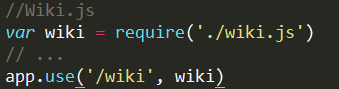 //Wiki.js
var wiki = require('./wiki.js')
// ...
app.use('/wiki', wiki)